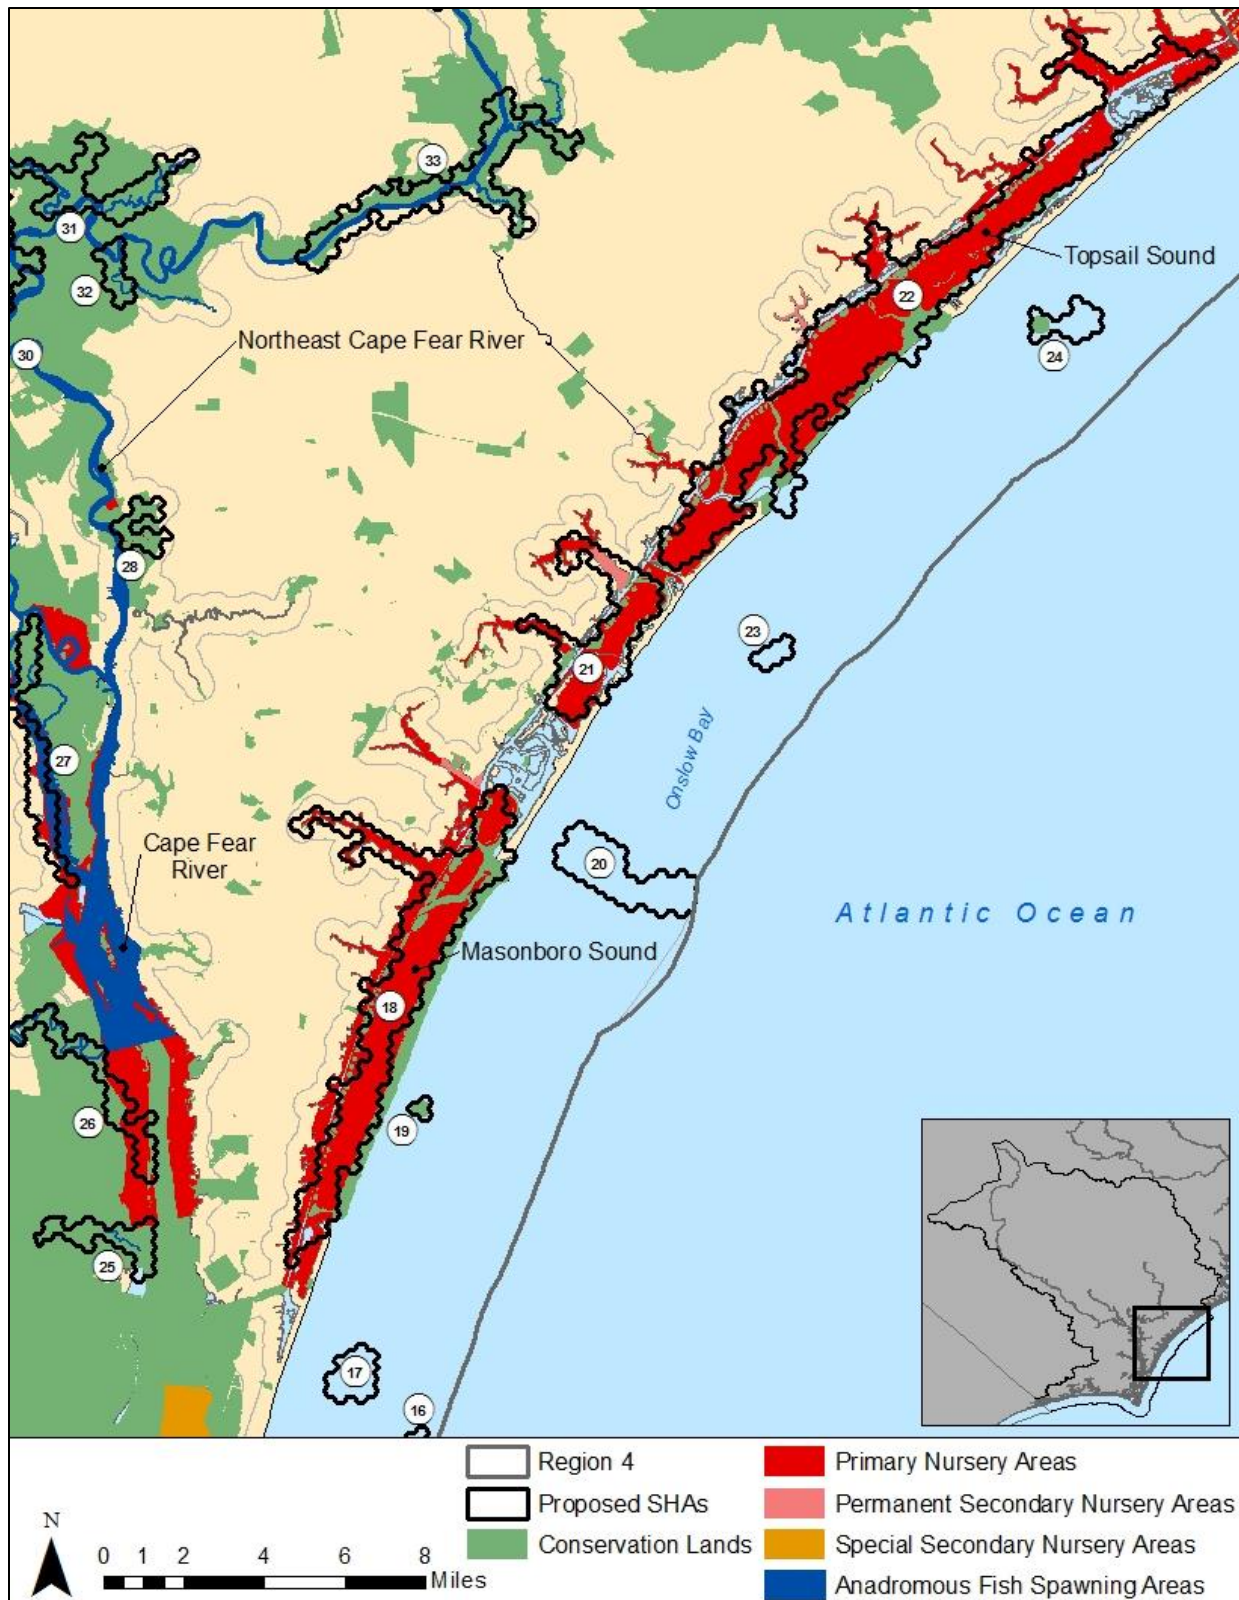 33
31
Topsail Sound
22
32
24
Northeast Cape Fear River
30
28
23
21
Onslow Bay
27
Cape Fear
River
20
Atlantic Ocean
Masonboro Sound
18
26
19
25
17
16
Region 4
Proposed SHAs
Conservation Lands
Primary Nursery Areas
Permanent Secondary Nursery Areas
Special Secondary Nursery Areas
Anadromous Fish Spawning Areas
N
0 1 2 4 6 8
Miles